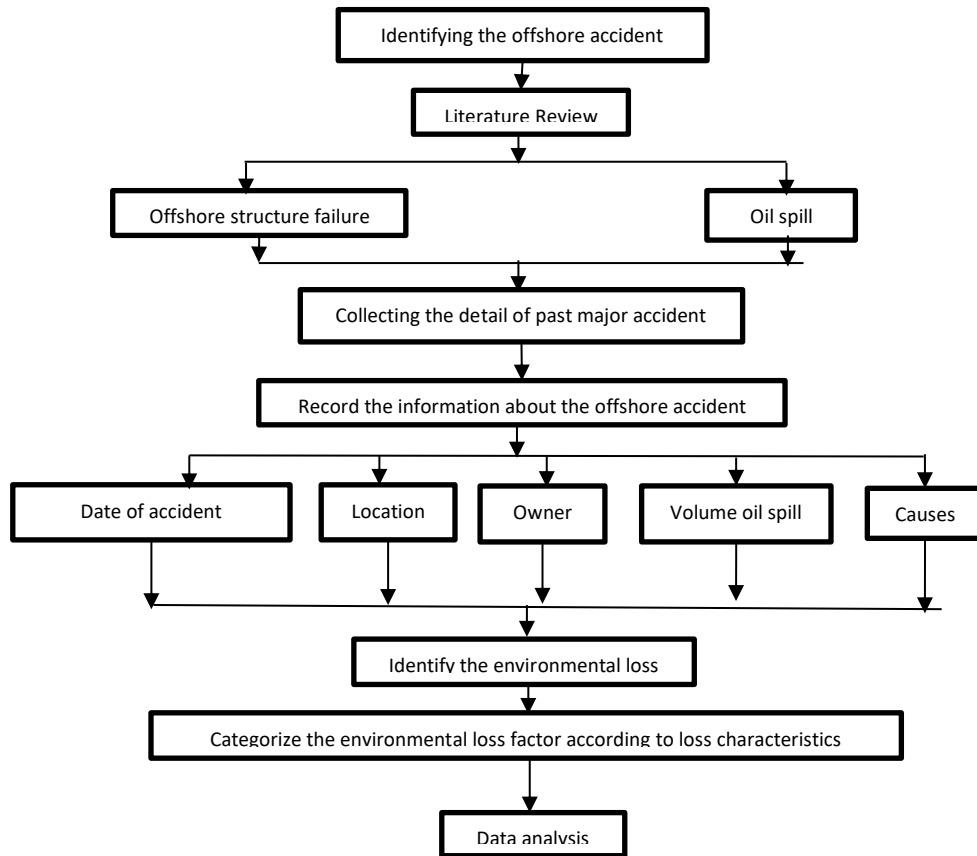 Identifying the offshore accident
Literature Review
Offshore structure failure
Oil spill
Collecting the detail of past major accident
Record the information about the offshore accident
Date of accident
Location
Owner
Volume oil spill
Causes
Identify the environmental loss
Categorize the environmental loss factor according to loss characteristics
Data analysis